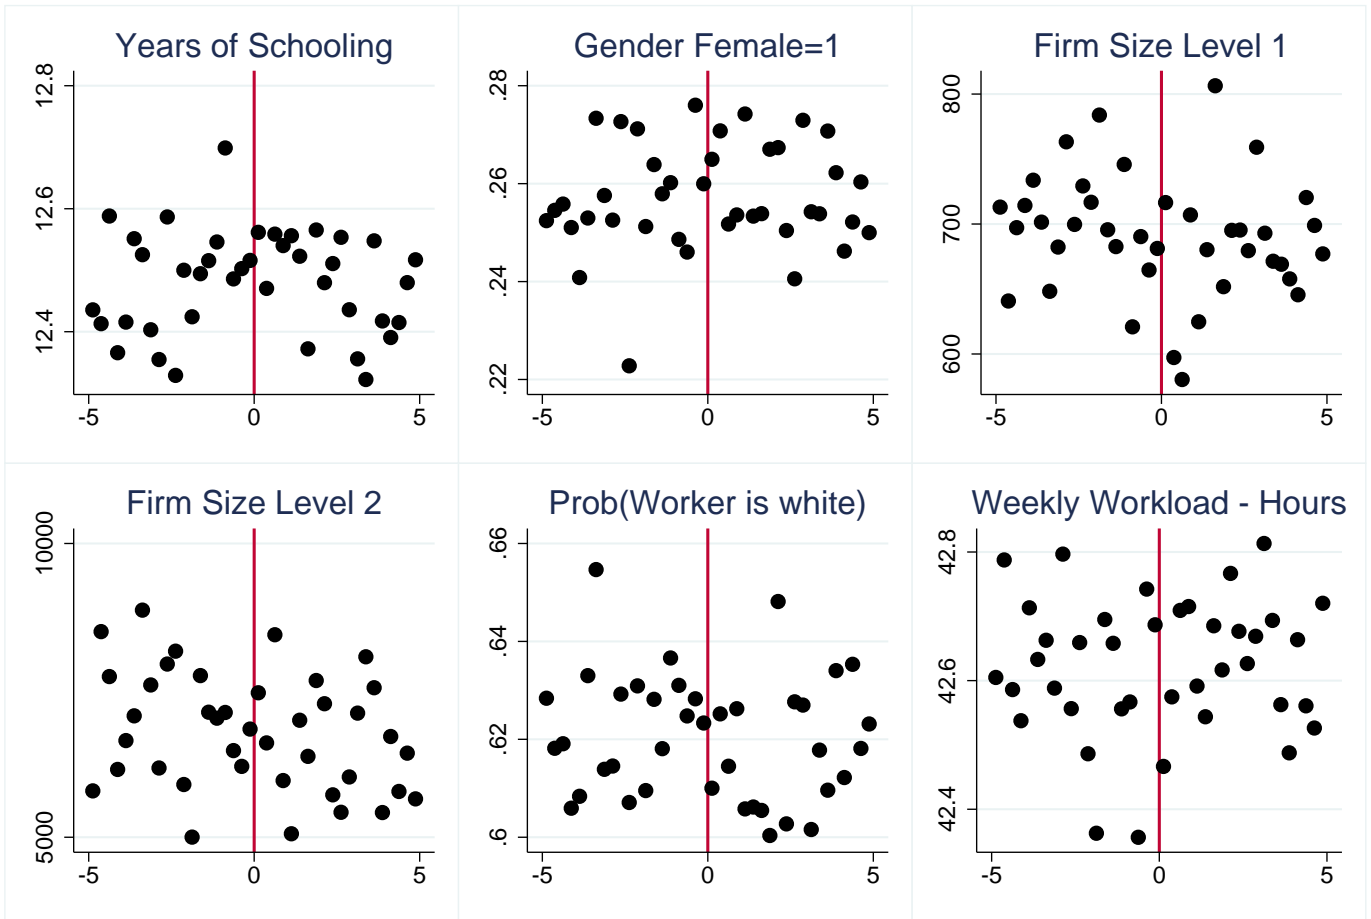 Years of Schooling
12.8
12.6
12.4
-5 0 5
Gender Female=1
.28
.26
.24
.22
-5 0 5
Firm Size Level 1
800
700
600
-5 0 5
Firm Size Level 2
10000
5000
-5 0 5
Prob(Worker is white)
.66
.64
.62
.6
-5 0 5
Weekly Workload - Hours
42.8
42.6
42.4
-5 0 5